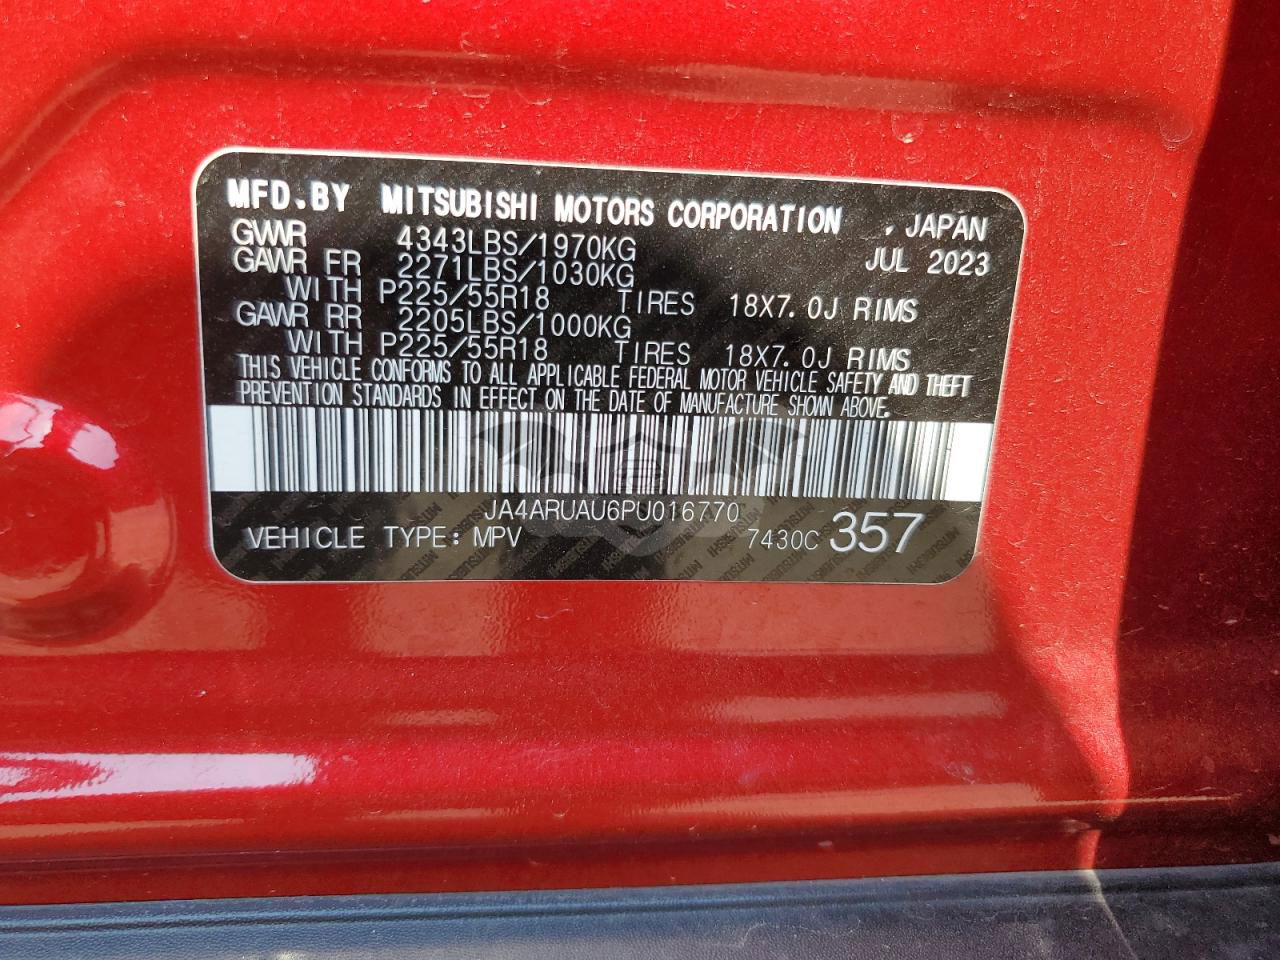 MFD.BY MITSUBISHI MOTORS CORPORATION , JAPAN
GVWR 4343LBS/1970KG JUL 2023
GAWR FR 2271LBS/1030KG
WITH P225/55R18 TIRES 18X7.0J RIMS
GAWR RR 2205LBS/1000KG
WITH P225/55R18 TIRES 18X7.0J RIMS
THIS VEHICLE CONFORMS TO ALL APPLICABLE FEDERAL MOTOR VEHICLE SAFETY AND THEFT
PREVENTION STANDARDS IN EFFECT ON THE DATE OF MANUFACTURE SHOWN ABOVE.
JA4ARUAU6PU016770
VEHICLE TYPE: MPV 7430C 357